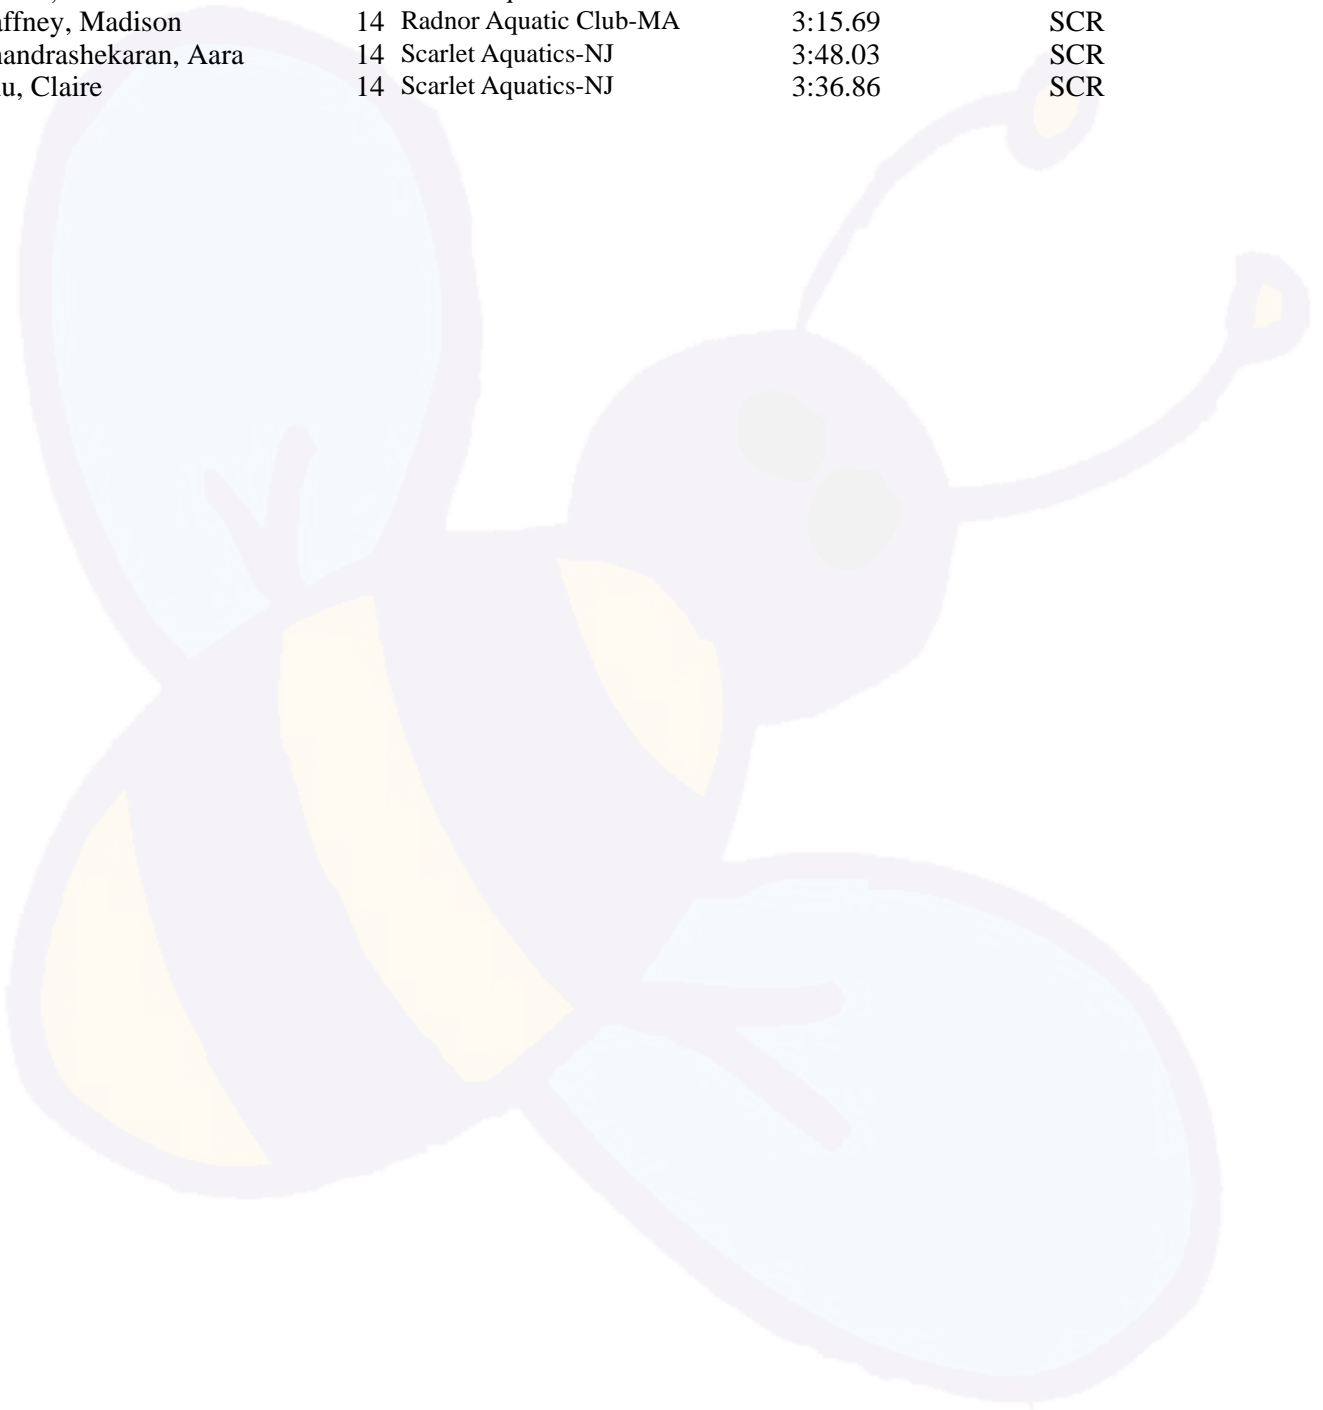 affney, Madison 14 Radnor Aquatic Club-MA 3:15.69 SCR
handrashekaran, Aara 14 Scarlet Aquatics-NJ 3:48.03 SCR
u, Claire 14 Scarlet Aquatics-NJ 3:36.86 SCR